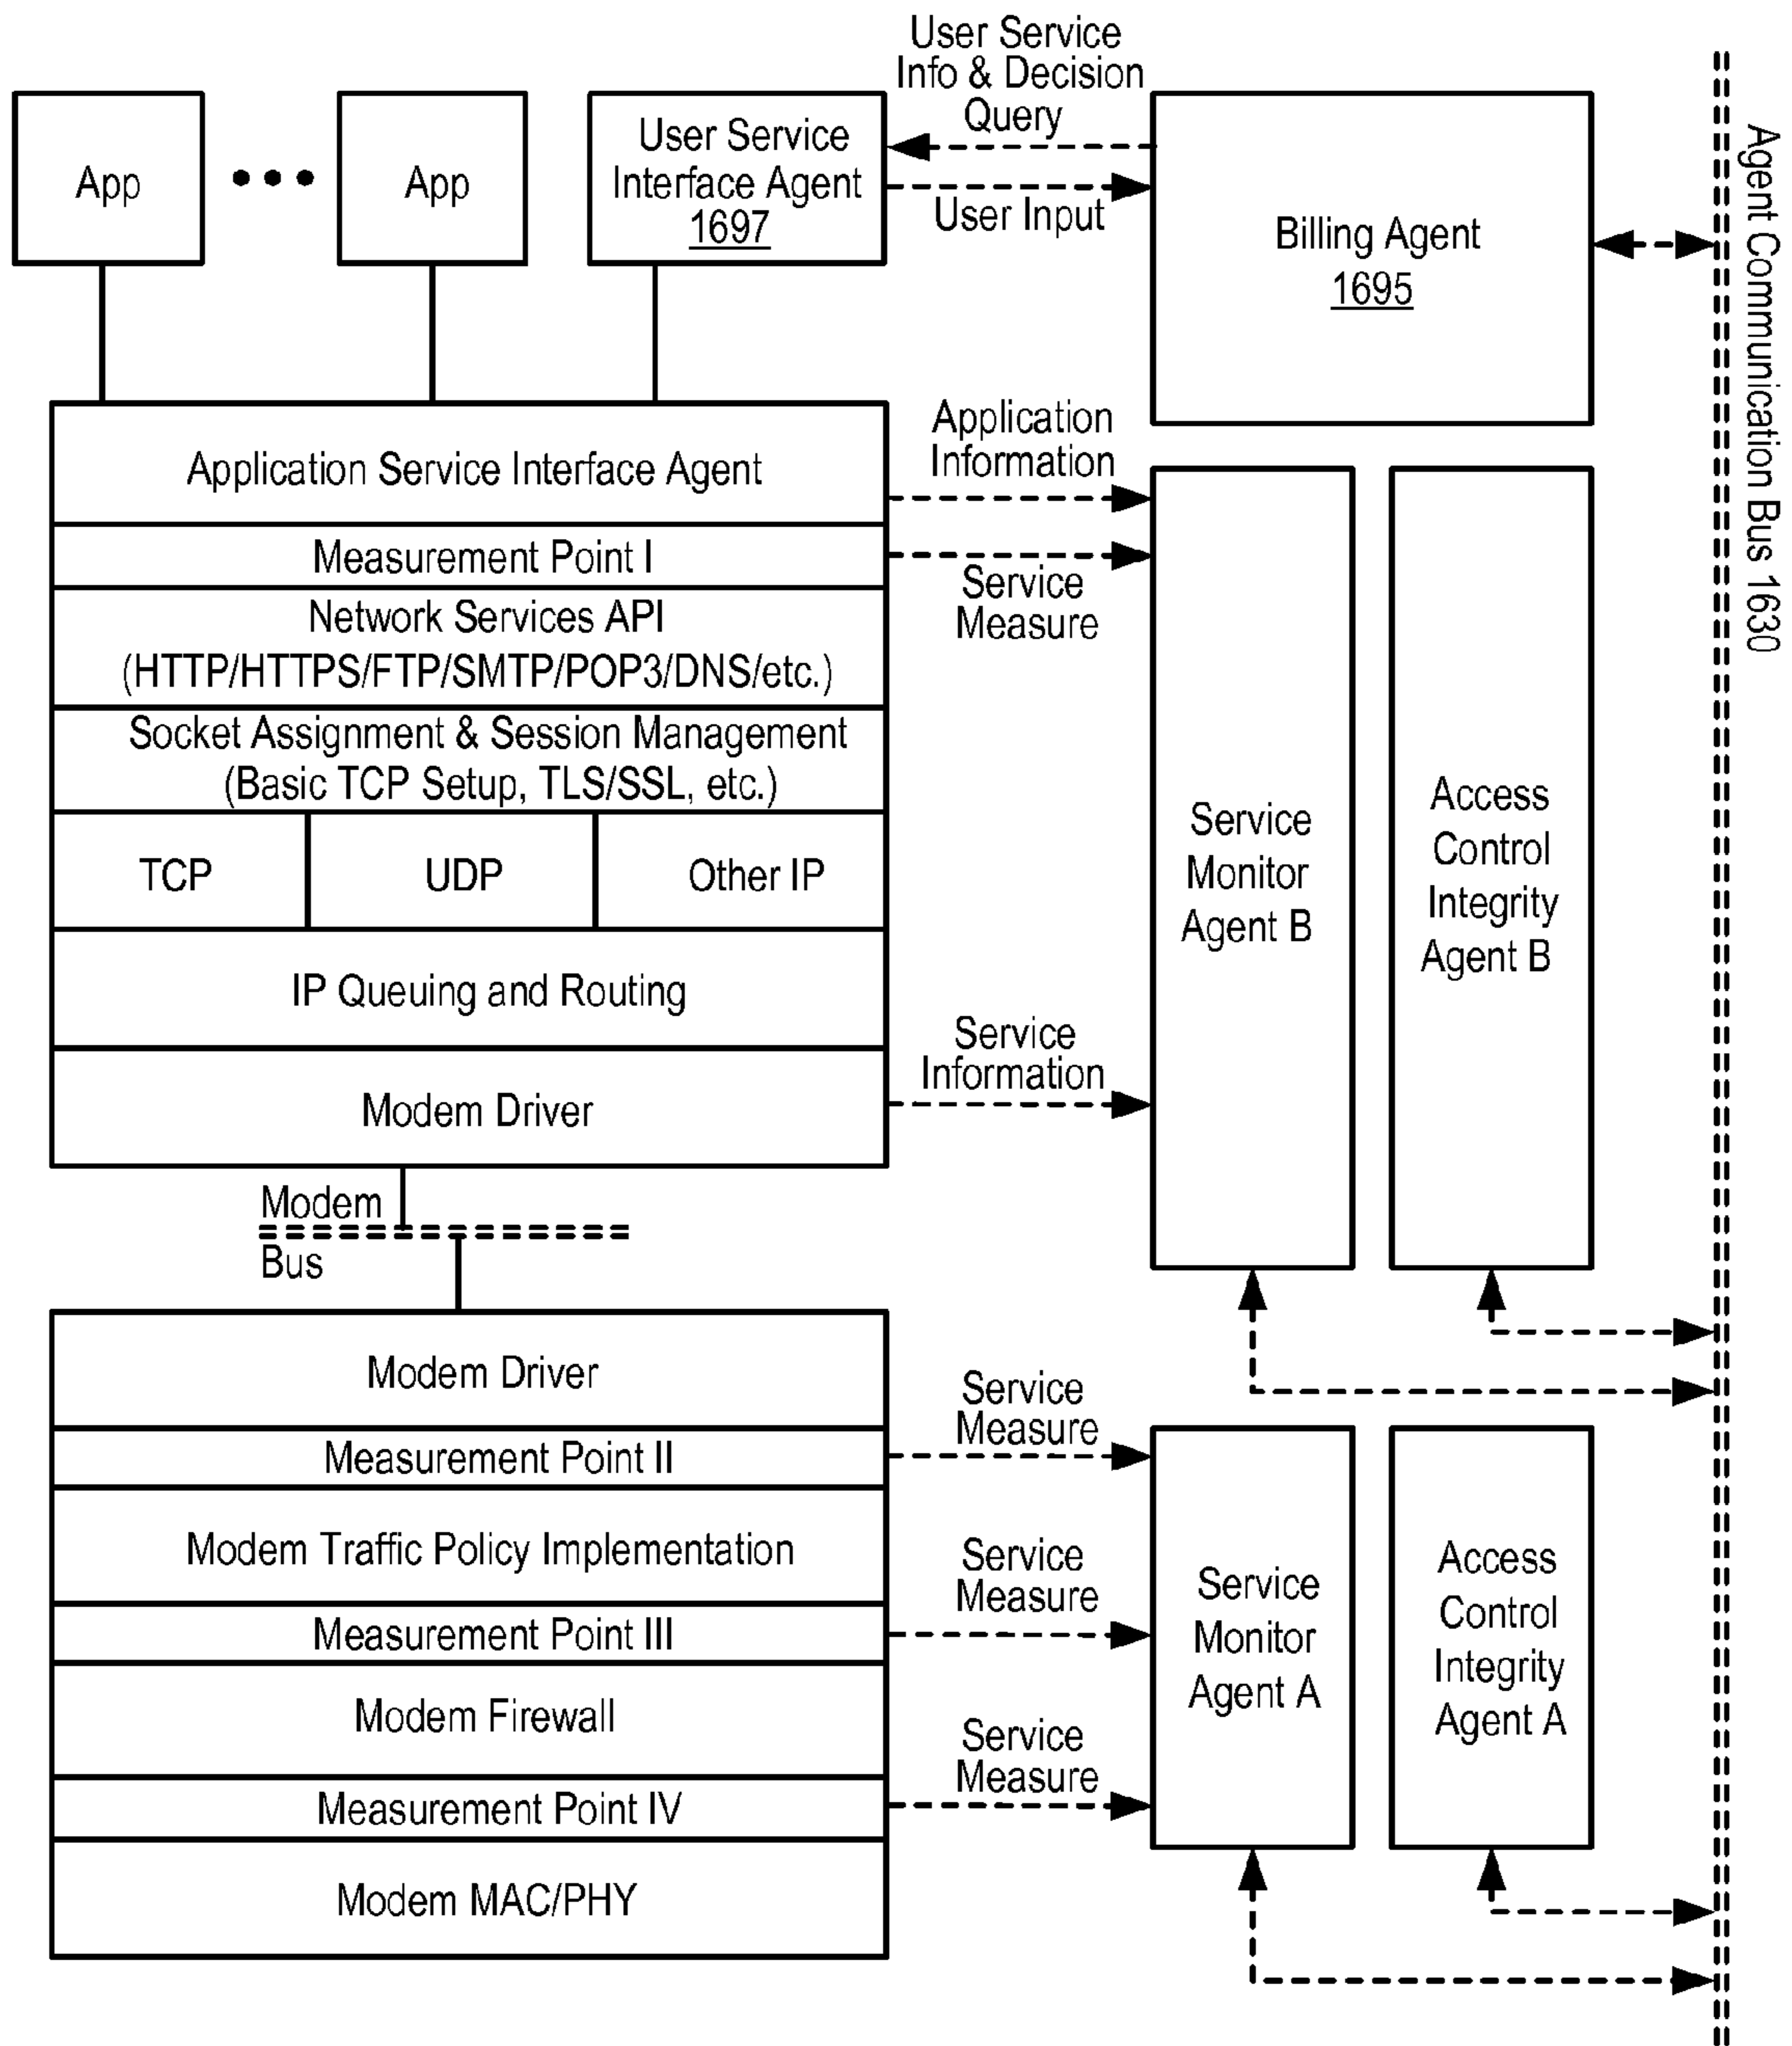 User Service
Info & Decision
Query
App
App
User Service
Interface Agent
1697
User Input
Billing Agent
1695
Agent Communication Bus 1630
Application Service Interface Agent
Application
Information
Measurement Point I
Service
Measure
Network Services API
(HTTP/HTTPS/FTP/SMTP/POP3/DNS/etc.)
Socket Assignment & Session Management
(Basic TCP Setup, TLS/SSL, etc.)
TCP
UDP
Other IP
Service
Monitor
Agent B
Access
Control
Integrity
Agent B
IP Queuing and Routing
Service
Information
Modem Driver
Modem
Bus
Modem Driver
Service
Measure
Measurement Point II
Modem Traffic Policy Implementation
Service
Measure
Measurement Point III
Service
Monitor
Agent A
Access
Control
Integrity
Agent A
Modem Firewall
Service
Measure
Measurement Point IV
Modem MAC/PHY